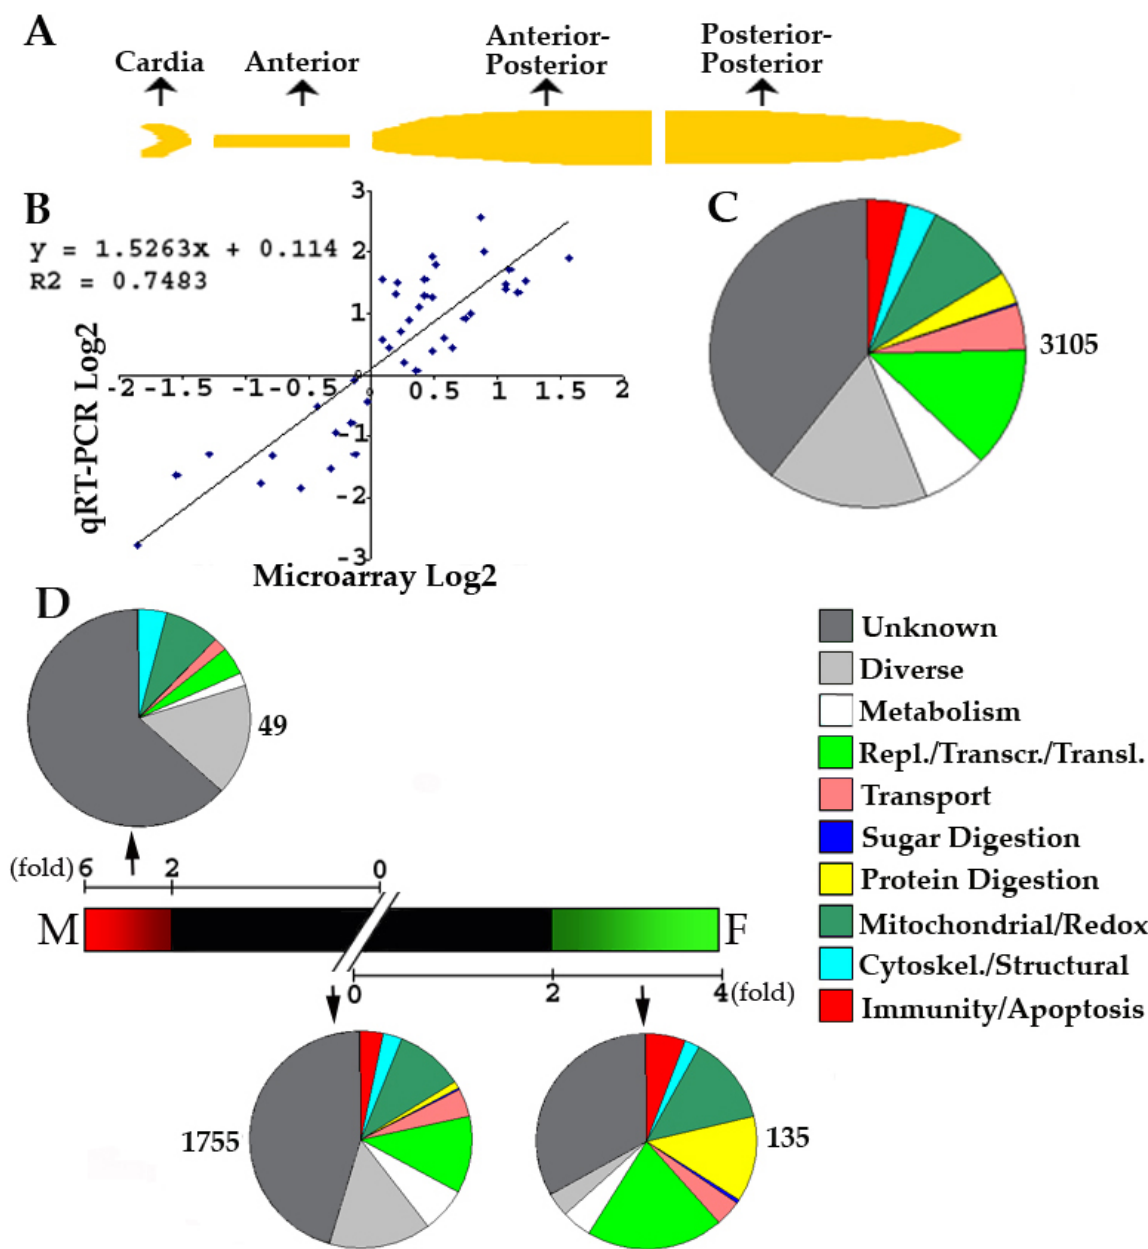 A
Cardia
Anterior
Anterior-
Posterior
Posterior-
Posterior
B
y = 1.5263x + 0.114
R2 = 0.7483
qRT-PCR Log2
3
2
1
0
-1
-2
-3
-2 -1.5 -1 -0.5 0 0.5 1 1.5 2
Microarray Log2
C
3105
D
49
(fold) 6 2 0
M
F
0 2 4 (fold)
1755
135
Unknown
Diverse
Metabolism
Repl./Transcr./Transl.
Transport
Sugar Digestion
Protein Digestion
Mitochondrial/Redox
Cytoskel./Structural
Immunity/Apoptosis